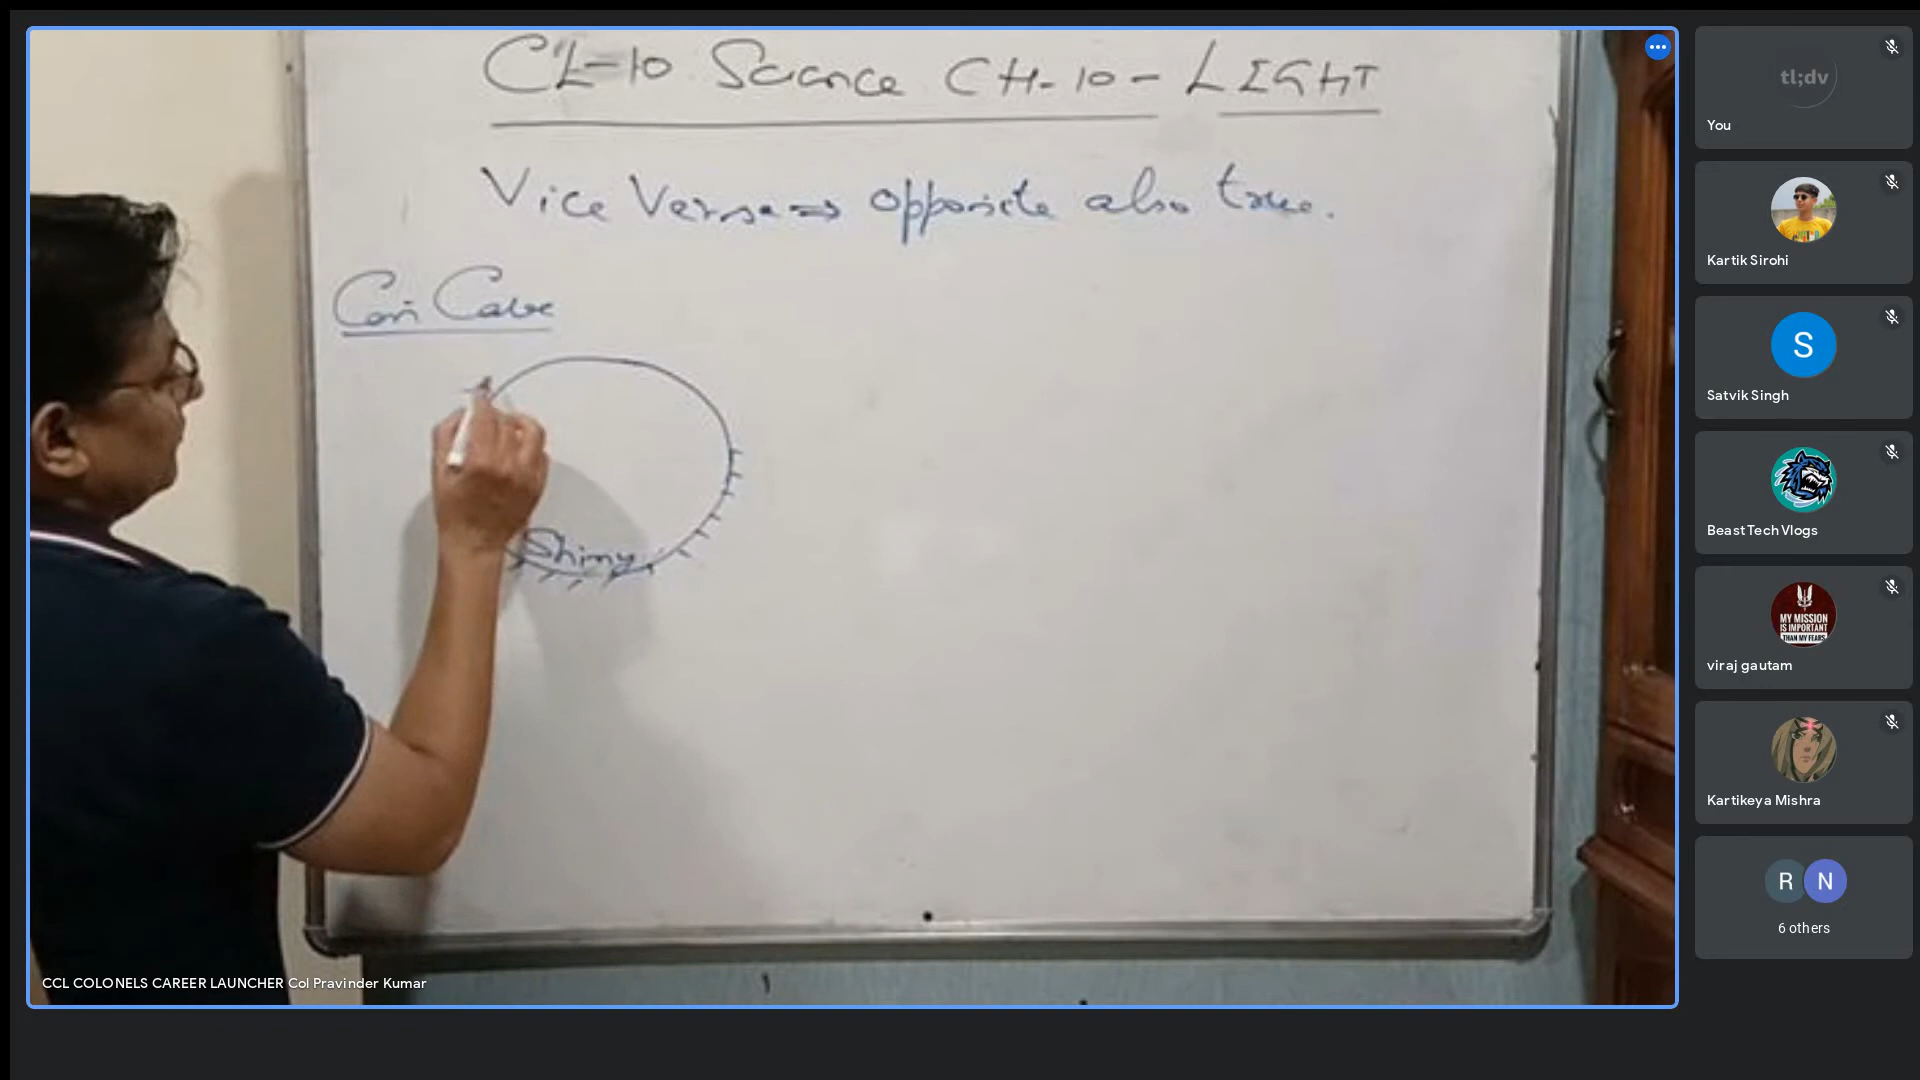 CL-10 Science CH-10- LIGHT
Vice Versa ⇒ opposite also true.
Con Cave
Shiny
CCL COLONELS CAREER LAUNCHER Col Pravinder Kumar
tl;dv
You
Kartik Sirohi
S
Satvik Singh
Beast Tech Vlogs
MY MISSION
IS IMPORTANT
THAN MY FEARS
viraj gautam
Kartikeya Mishra
R N
6 others